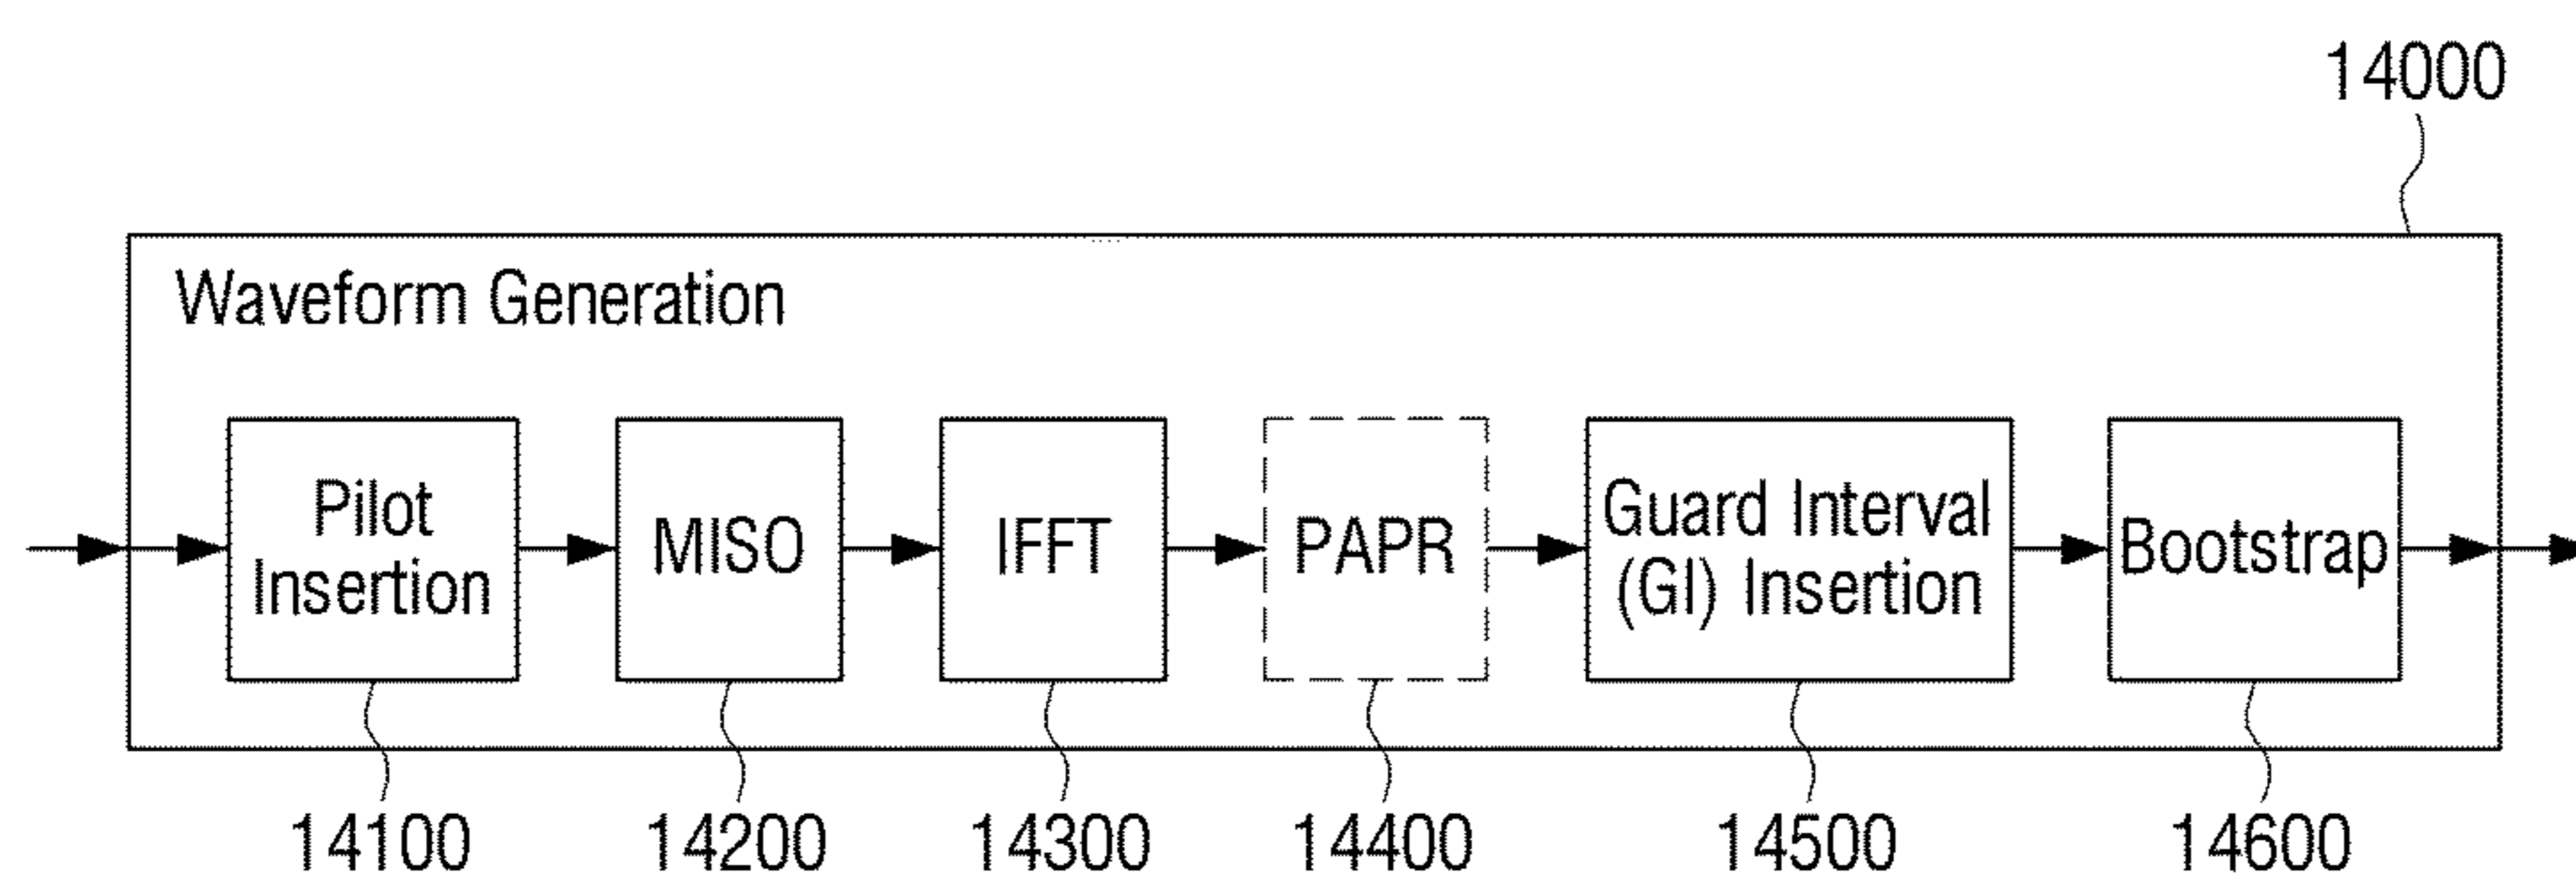 14000
Waveform Generation
Pilot
Insertion
MISO
IFFT
PAPR
Guard Interval
(GI) Insertion
Bootstrap
14100
14200
14300
14400
14500
14600